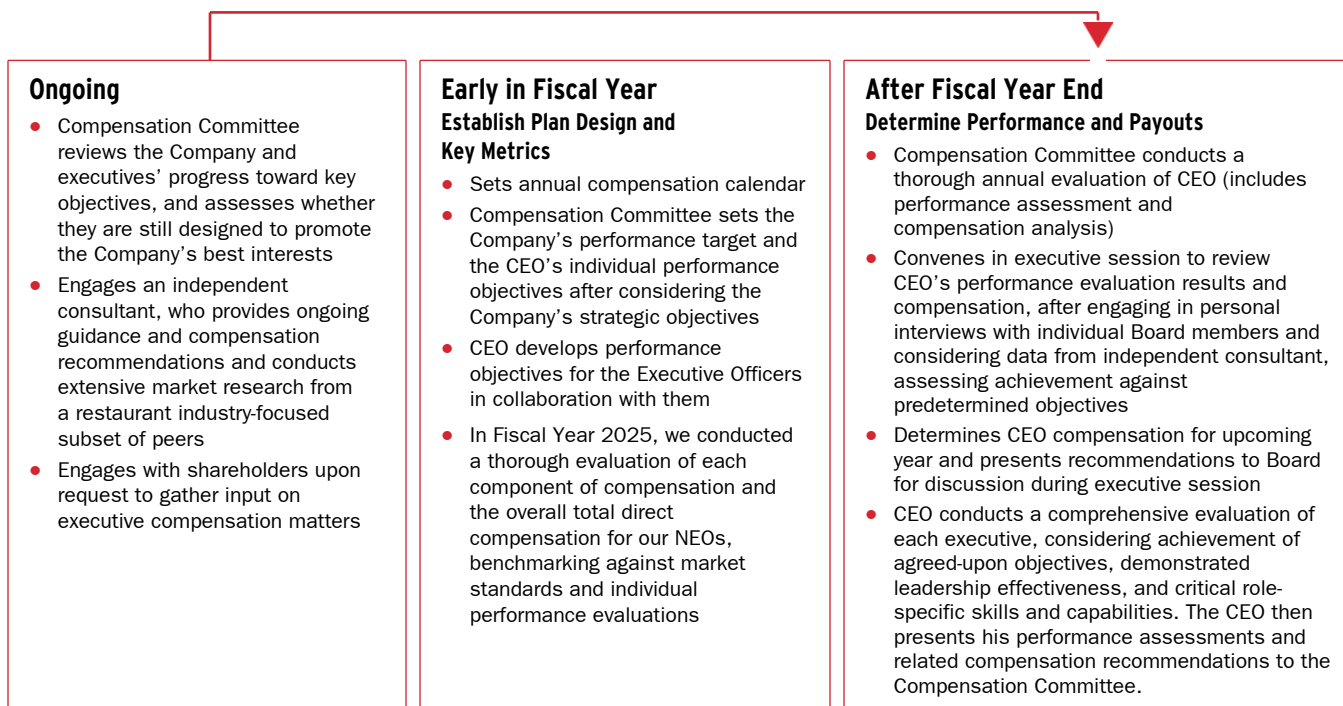 Ongoing
● Compensation Committee
reviews the Company and
executives’ progress toward key
objectives, and assesses whether
they are still designed to promote
the Company’s best interests
● Engages an independent
consultant, who provides ongoing
guidance and compensation
recommendations and conducts
extensive market research from
a restaurant industry-focused
subset of peers
● Engages with shareholders upon
request to gather input on
executive compensation matters
Early in Fiscal Year
Establish Plan Design and
Key Metrics
● Sets annual compensation calendar
● Compensation Committee sets the
Company’s performance target and
the CEO’s individual performance
objectives after considering the
Company’s strategic objectives
● CEO develops performance
objectives for the Executive Officers
in collaboration with them
● In Fiscal Year 2025, we conducted
a thorough evaluation of each
component of compensation and
the overall total direct
compensation for our NEOs,
benchmarking against market
standards and individual
performance evaluations
After Fiscal Year End
Determine Performance and Payouts
● Compensation Committee conducts a
thorough annual evaluation of CEO (includes
performance assessment and
compensation analysis)
● Convenes in executive session to review
CEO’s performance evaluation results and
compensation, after engaging in personal
interviews with individual Board members and
considering data from independent consultant,
assessing achievement against
predetermined objectives
● Determines CEO compensation for upcoming
year and presents recommendations to Board
for discussion during executive session
● CEO conducts a comprehensive evaluation of
each executive, considering achievement of
agreed-upon objectives, demonstrated
leadership effectiveness, and critical role-
specific skills and capabilities. The CEO then
presents his performance assessments and
related compensation recommendations to the
Compensation Committee.